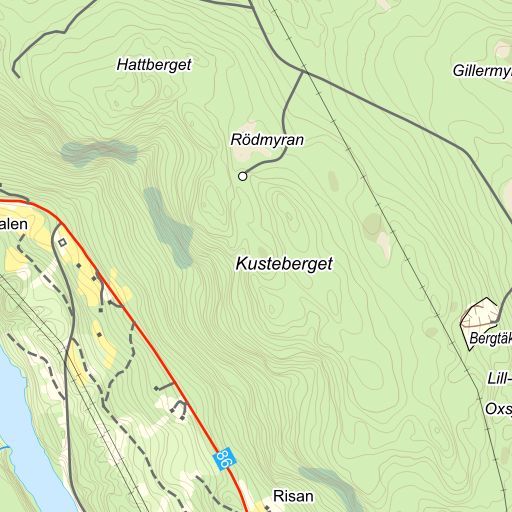 Hattberget
Gillermy
Rödmyran
alen
Kusteberget
Bergtäk
Lill-
Oxs
86
Risan